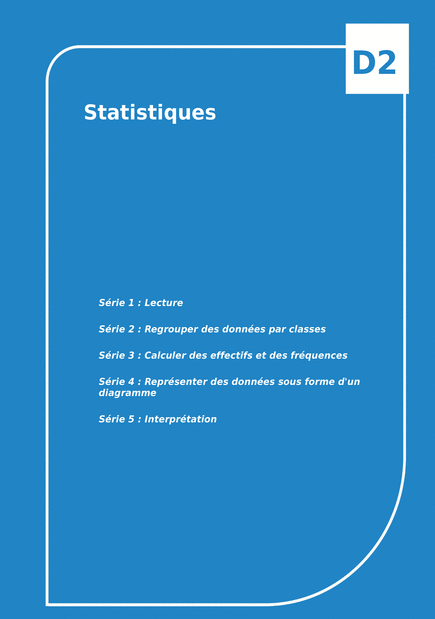 D2
Statistiques
Série 1 : Lecture
Série 2 : Regrouper des données par classes
Série 3 : Calculer des effectifs et des fréquences
Série 4 : Représenter des données sous forme d'un
diagramme
Série 5 : Interprétation